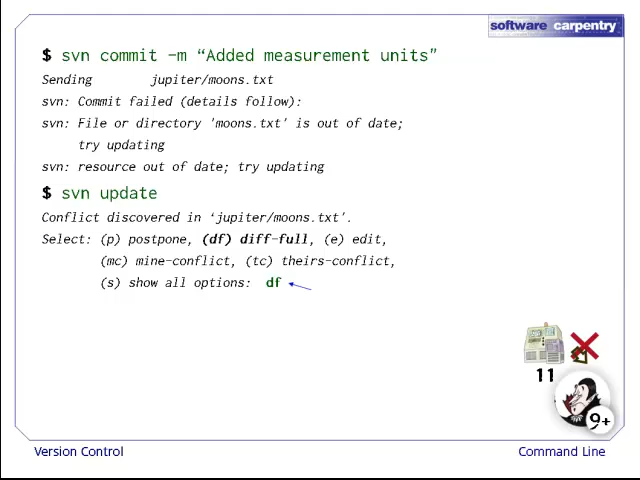 software carpentry
$ svn commit -m “Added measurement units”
Sending jupiter/moons.txt
svn: Commit failed (details follow):
svn: File or directory 'moons.txt' is out of date;
try updating
svn: resource out of date; try updating
$ svn update
Conflict discovered in ‘jupiter/moons.txt’.
Select: (p) postpone, (df) diff-full, (e) edit,
(mc) mine-conflict, (tc) theirs-conflict,
(s) show all options: df
11
9+
Version Control
Command Line